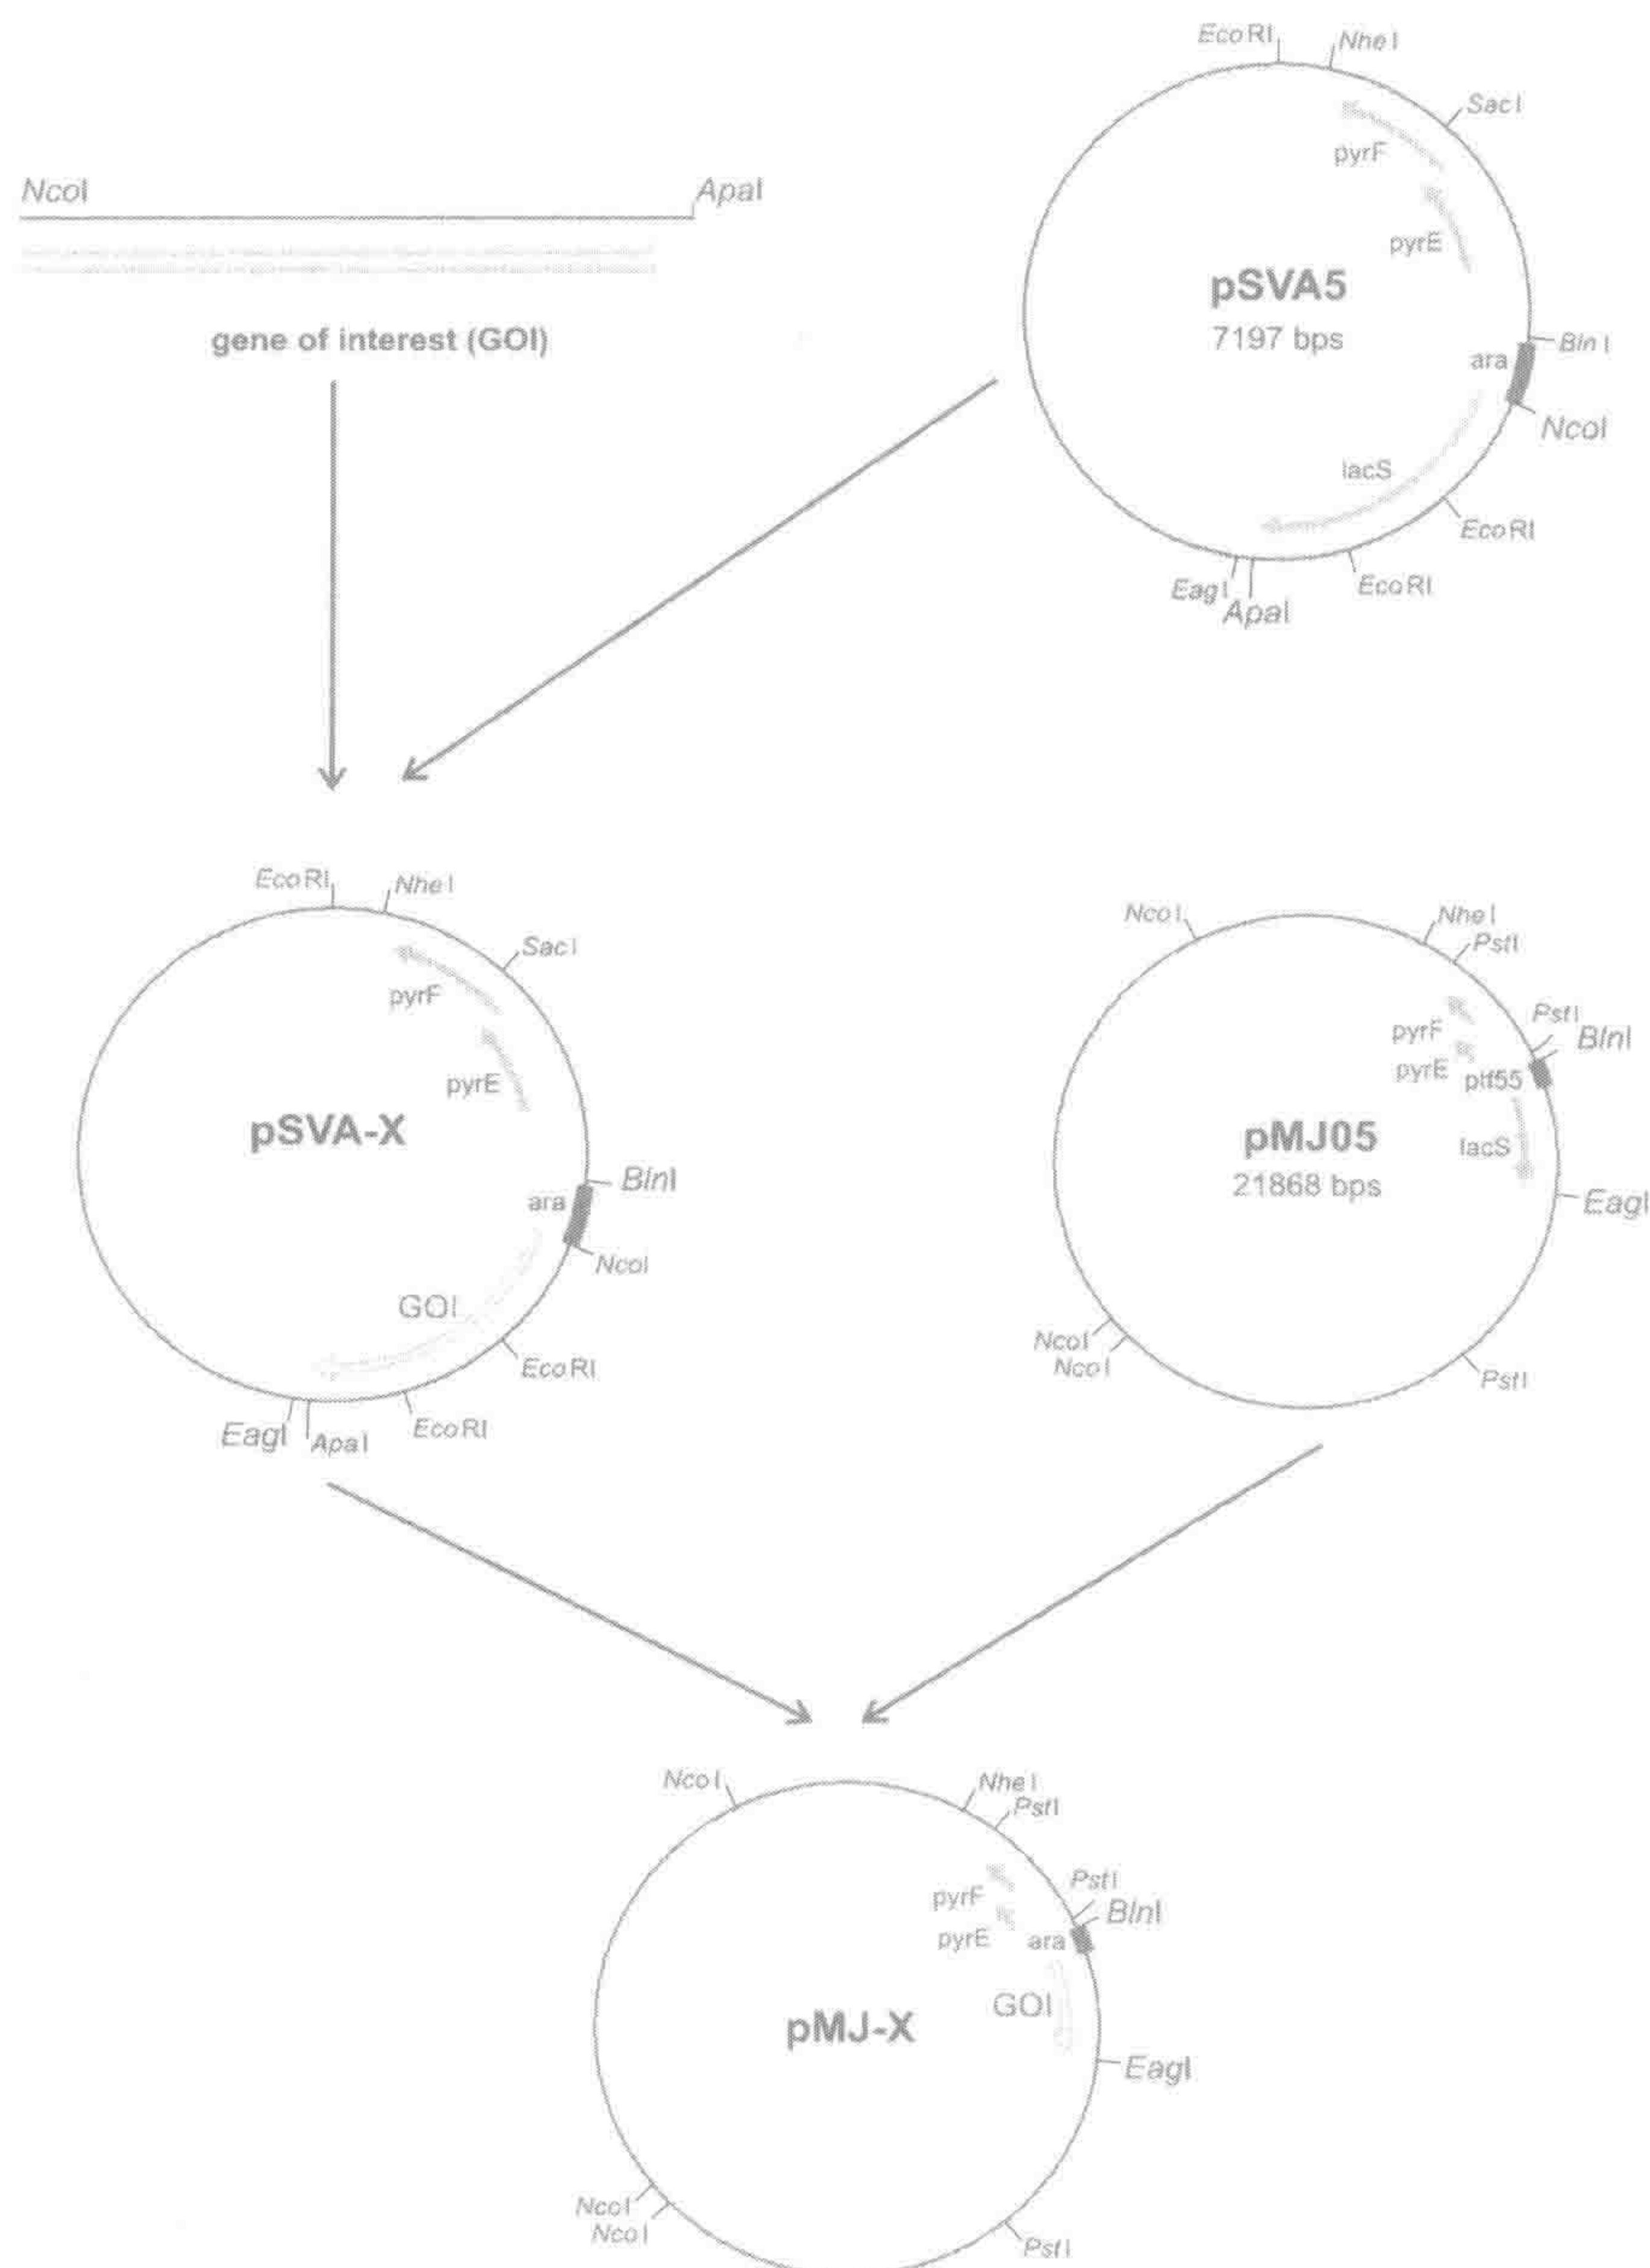 EcoRI
NheI
SacI
pyrF
pyrE
pSVA5
7197 bps
BlnI
ara
NcoI
lacS
EcoRI
EcoRI
EagI
ApaI
NcoI
ApaI
gene of interest (GOI)
EcoRI
NheI
SacI
pyrF
pyrE
pSVA-X
BlnI
ara
NcoI
GOI
EcoRI
EcoRI
EagI
ApaI
NcoI
NheI
PstI
PstI
BlnI
pyrF
pyrE
plf55
lacS
pMJ05
21868 bps
EagI
NcoI
NcoI
PstI
NcoI
NheI
PstI
PstI
BlnI
pyrF
pyrE
ara
GOI
pMJ-X
EagI
NcoI
NcoI
PstI